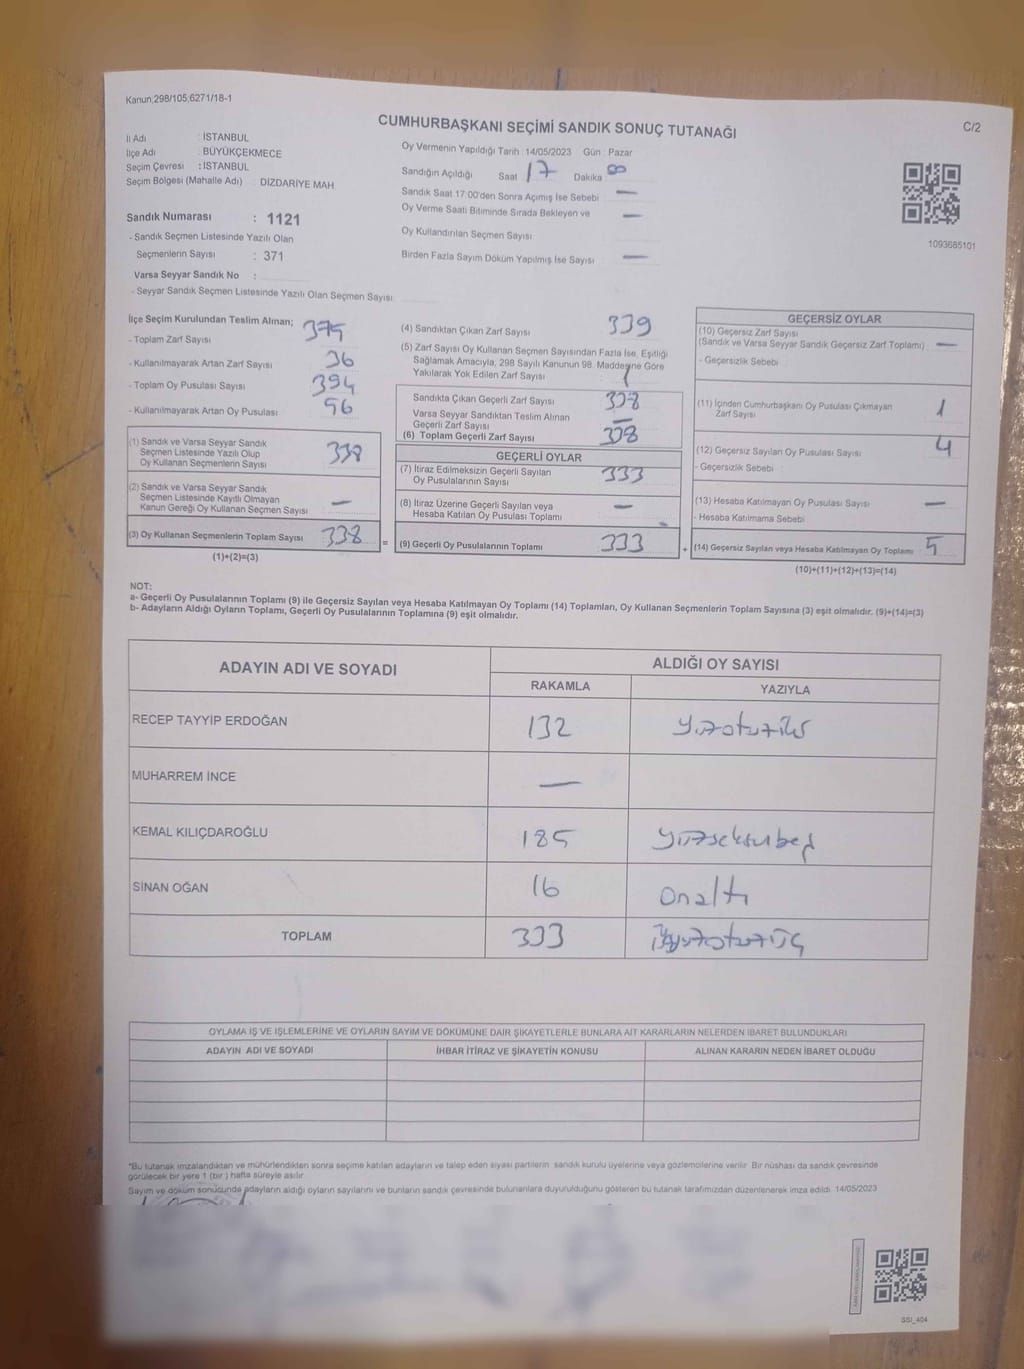 Kanun;298/105;6271/18-1
CUMHURBAŞKANI SEÇİMİ SANDIK SONUÇ TUTANAĞI
C/2
İl Adı : İSTANBUL
İlçe Adı : BÜYÜKÇEKMECE
Seçim Çevresi : İSTANBUL
Seçim Bölgesi (Mahalle Adı) : DİZDARİYE MAH
Sandık Numarası : 1121
- Sandık Seçmen Listesinde Yazılı Olan
Seçmenlerin Sayısı : 371
Varsa Seyyar Sandık No :
- Seyyar Sandık Seçmen Listesinde Yazılı Olan Seçmen Sayısı
Oy Vermenin Yapıldığı Tarih : 14/05/2023 Gün : Pazar
Sandığın Açıldığı Saat 17 Dakika
Sandık Saat 17:00'den Sonra Açımış İse Sebebi —
Oy Verme Saati Bitiminde Sırada Bekleyen ve —
Oy Kullandırılan Seçmen Sayısı
Birden Fazla Sayım Döküm Yapılmış İse Sayısı —
1093685101
İlçe Seçim Kurulundan Teslim Alınan;
- Toplam Zarf Sayısı 375
- Kullanılmayarak Artan Zarf Sayısı 36
- Toplam Oy Pusulası Sayısı 394
- Kullanılmayarak Artan Oy Pusulası
(1) Sandık ve Varsa Seyyar Sandık
Seçmen Listesinde Yazılı Olup
Oy Kullanan Seçmenlerin Sayısı 338
(2) Sandık ve Varsa Seyyar Sandık
Seçmen Listesinde Kayıtlı Olmayan
Kanun Gereği Oy Kullanan Seçmen Sayısı —
(3) Oy Kullanan Seçmenlerin Toplam Sayısı 338
=
(1)+(2)=(3)
(4) Sandıktan Çıkan Zarf Sayısı 339
(5) Zarf Sayısı Oy Kullanan Seçmen Sayısından Fazla İse, Eşitliği
Sağlamak Amacıyla, 298 Sayılı Kanunun 98. Maddesine Göre
Yakılarak Yok Edilen Zarf Sayısı 1
Sandıkta Çıkan Geçerli Zarf Sayısı 338
Varsa Seyyar Sandıktan Teslim Alınan
Geçerli Zarf Sayısı —
(6) Toplam Geçerli Zarf Sayısı 338
GEÇERLİ OYLAR
(7) İtiraz Edilmeksizin Geçerli Sayılan
Oy Pusulalarının Sayısı 333
(8) İtiraz Üzerine Geçerli Sayılan veya
Hesaba Katılan Oy Pusulası Toplamı —
(9) Geçerli Oy Pusulalarının Toplamı 333
+
GEÇERSİZ OYLAR
(10) Geçersiz Zarf Sayısı
(Sandık ve Varsa Seyyar Sandık Geçersiz Zarf Toplamı) —
- Geçersizlik Sebebi
(11) İçinden Cumhurbaşkanı Oy Pusulası Çıkmayan
Zarf Sayısı 1
(12) Geçersiz Sayılan Oy Pusulası Sayısı 4
- Geçersizlik Sebebi
(13) Hesaba Katılmayan Oy Pusulası Sayısı —
- Hesaba Katılmama Sebebi
(14) Geçersiz Sayılan veya Hesaba Katılmayan Oy Toplamı 5
(10)+(11)+(12)+(13)=(14)
NOT:
a- Geçerli Oy Pusulalarının Toplamı (9) ile Geçersiz Sayılan veya Hesaba Katılmayan Oy Toplamı (14) Toplamları, Oy Kullanan Seçmenlerin Toplam Sayısına (3) eşit olmalıdır. (9)+(14)=(3)
b- Adayların Aldığı Oyların Toplamı, Geçerli Oy Pusulalarının Toplamına (9) eşit olmalıdır.
ADAYIN ADI VE SOYADI
ALDIĞI OY SAYISI
RAKAMLA YAZIYLA
RECEP TAYYİP ERDOĞAN 132
MUHARREM İNCE —
KEMAL KILIÇDAROĞLU 185 yüzseksenbeş
SİNAN OĞAN 16 Onaltı
TOPLAM 333
OYLAMA İŞ VE İŞLEMLERİNE VE OYLARIN SAYIM VE DÖKÜMÜNE DAİR ŞİKAYETLERLE BUNLARA AİT KARARLARIN NELERDEN İBARET BULUNDUKLARI
ADAYIN ADI VE SOYADI İHBAR İTİRAZ VE ŞİKAYETİN KONUSU ALINAN KARARIN NEDEN İBARET OLDUĞU
*Bu tutanak imzalandıktan ve mühürlendikten sonra seçime katılan adayların ve talep eden siyasi partilerin sandık kurulu üyelerine veya gözlemcilerine verilir. Bir nüshası da sandık çevresinde
görülecek bir yere 1 (bir ) hafta süreyle asılır.
Sayım ve döküm sonucunda adayların aldığı oyların sayılarını ve bunların sandık çevresinde bulunanlara duyurulduğunu gösteren bu tutanak tarafımızdan düzenlenerek imza edildi. 14/05/2023
SSI_404